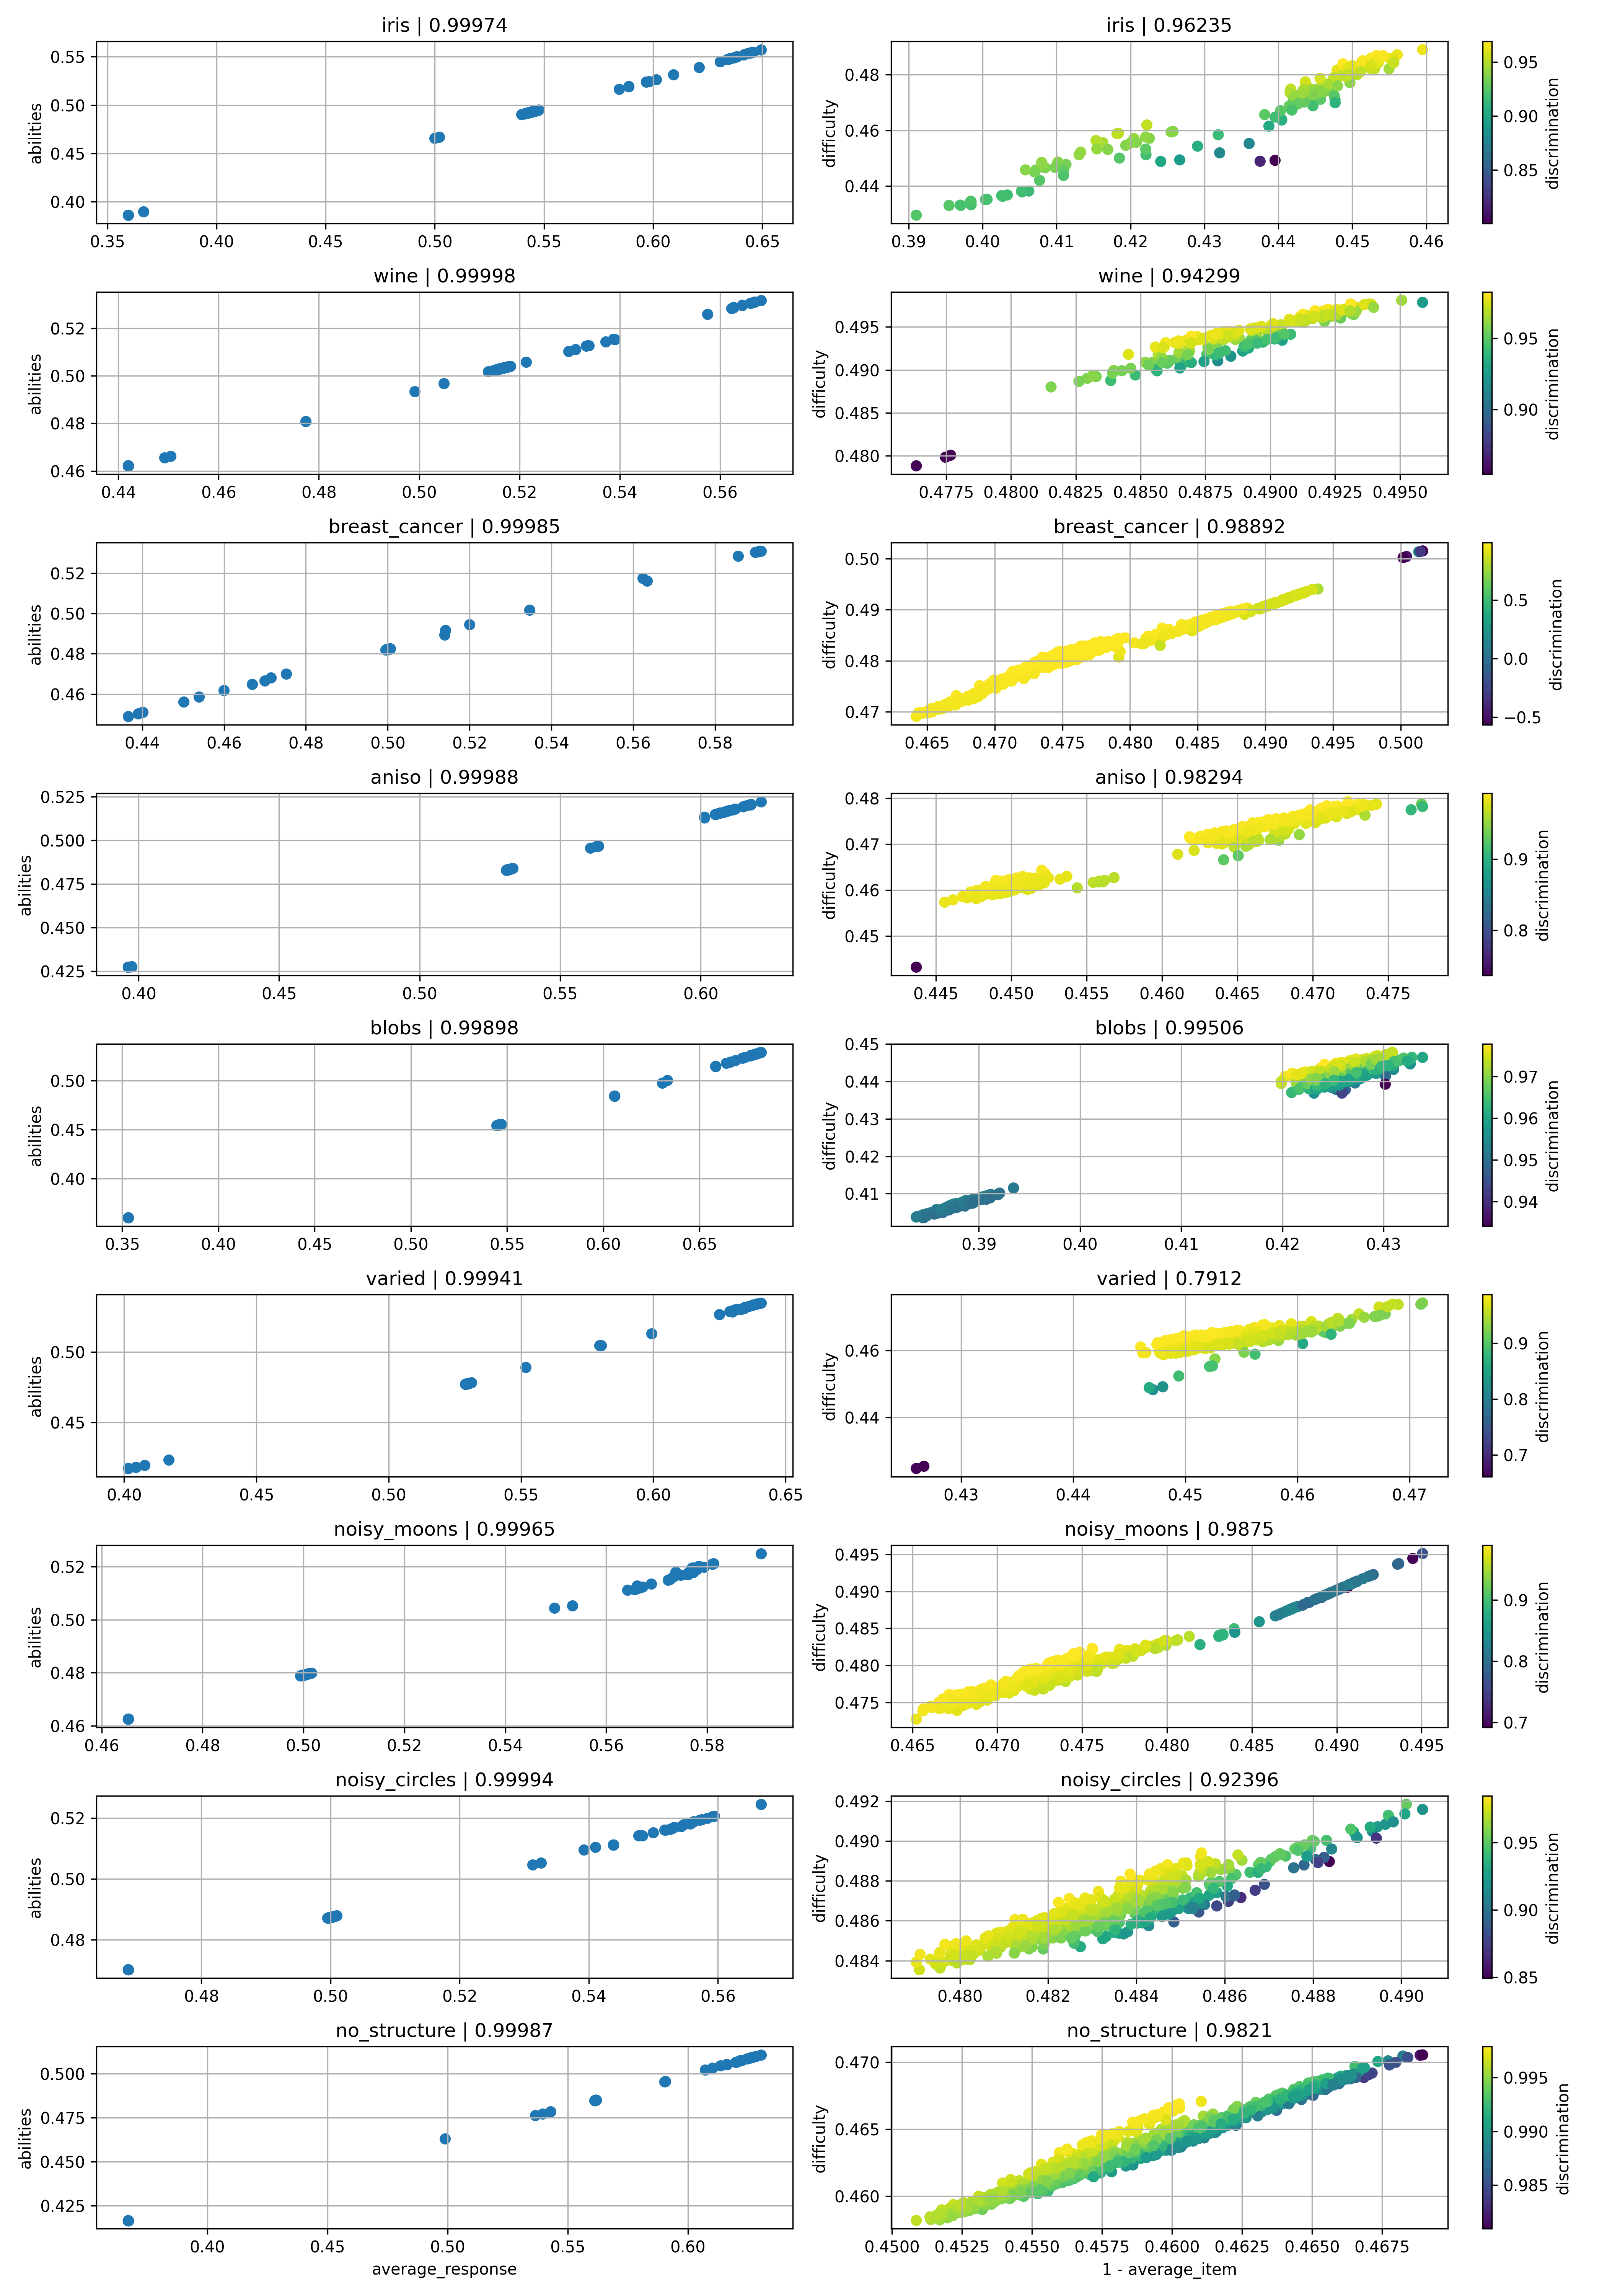 iris | 0.99974
abilities
0.55
0.50
0.45
0.40
0.35 0.40 0.45 0.50 0.55 0.60 0.65
iris | 0.96235
difficulty
0.48
0.46
0.44
0.39 0.40 0.41 0.42 0.43 0.44 0.45 0.46
0.95
0.90
0.85
discrimination
wine | 0.99998
abilities
0.52
0.50
0.48
0.46
0.44 0.46 0.48 0.50 0.52 0.54 0.56
wine | 0.94299
difficulty
0.495
0.490
0.485
0.480
0.4775 0.4800 0.4825 0.4850 0.4875 0.4900 0.4925 0.4950
0.95
0.90
discrimination
breast_cancer | 0.99985
abilities
0.52
0.50
0.48
0.46
0.44 0.46 0.48 0.50 0.52 0.54 0.56 0.58
breast_cancer | 0.98892
difficulty
0.50
0.49
0.48
0.47
0.465 0.470 0.475 0.480 0.485 0.490 0.495 0.500
0.5
0.0
−0.5
discrimination
aniso | 0.99988
abilities
0.525
0.500
0.475
0.450
0.425
0.40 0.45 0.50 0.55 0.60
aniso | 0.98294
difficulty
0.48
0.47
0.46
0.45
0.445 0.450 0.455 0.460 0.465 0.470 0.475
0.9
0.8
discrimination
blobs | 0.99898
abilities
0.50
0.45
0.40
0.35 0.40 0.45 0.50 0.55 0.60 0.65
blobs | 0.99506
difficulty
0.45
0.44
0.43
0.42
0.41
0.39 0.40 0.41 0.42 0.43
0.97
0.96
0.95
0.94
discrimination
varied | 0.99941
abilities
0.50
0.45
0.40 0.45 0.50 0.55 0.60 0.65
varied | 0.7912
difficulty
0.46
0.44
0.43 0.44 0.45 0.46 0.47
0.9
0.8
0.7
discrimination
noisy_moons | 0.99965
abilities
0.52
0.50
0.48
0.46
0.46 0.48 0.50 0.52 0.54 0.56 0.58
noisy_moons | 0.9875
difficulty
0.495
0.490
0.485
0.480
0.475
0.465 0.470 0.475 0.480 0.485 0.490 0.495
0.9
0.8
0.7
discrimination
noisy_circles | 0.99994
abilities
0.52
0.50
0.48
0.48 0.50 0.52 0.54 0.56
noisy_circles | 0.92396
difficulty
0.492
0.490
0.488
0.486
0.484
0.480 0.482 0.484 0.486 0.488 0.490
0.95
0.90
0.85
discrimination
no_structure | 0.99987
abilities
0.500
0.475
0.450
0.425
0.40 0.45 0.50 0.55 0.60
average_response
no_structure | 0.9821
difficulty
0.470
0.465
0.460
0.4500 0.4525 0.4550 0.4575 0.4600 0.4625 0.4650 0.4675
1 - average_item
0.995
0.990
0.985
discrimination